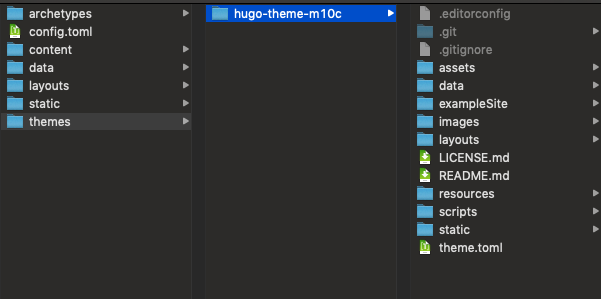 archetypes
config.toml
content
data
layouts
static
themes
hugo-theme-m10c
.editorconfig
.git
.gitignore
assets
data
exampleSite
images
layouts
LICENSE.md
README.md
resources
scripts
static
theme.toml